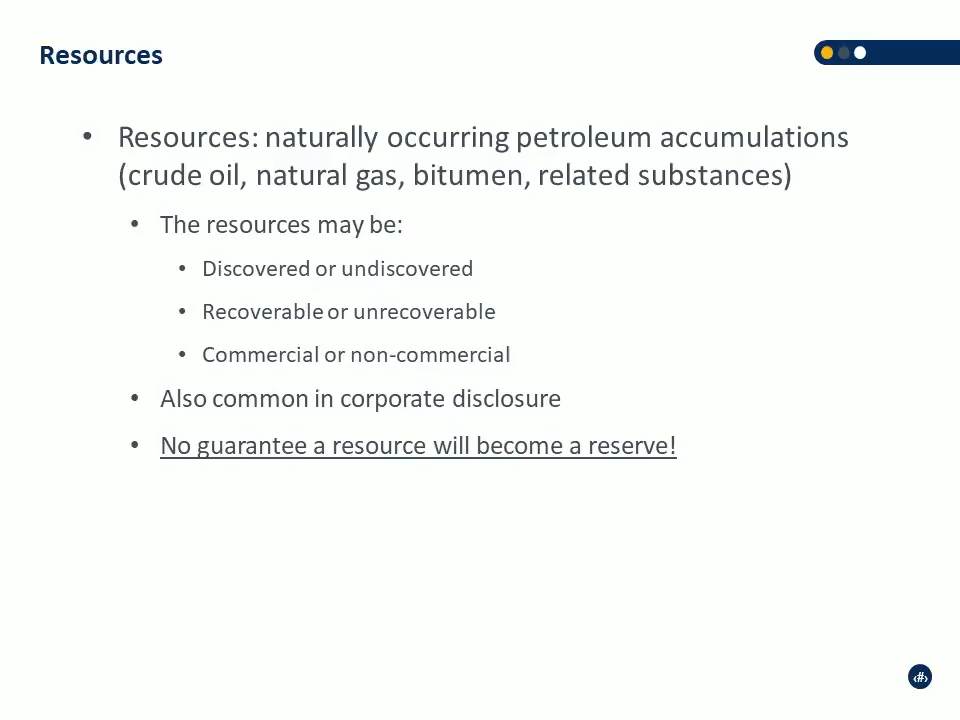 Resources
• Resources: naturally occurring petroleum accumulations
(crude oil, natural gas, bitumen, related substances)
• The resources may be:
• Discovered or undiscovered
• Recoverable or unrecoverable
• Commercial or non-commercial
• Also common in corporate disclosure
• No guarantee a resource will become a reserve!
‹#›